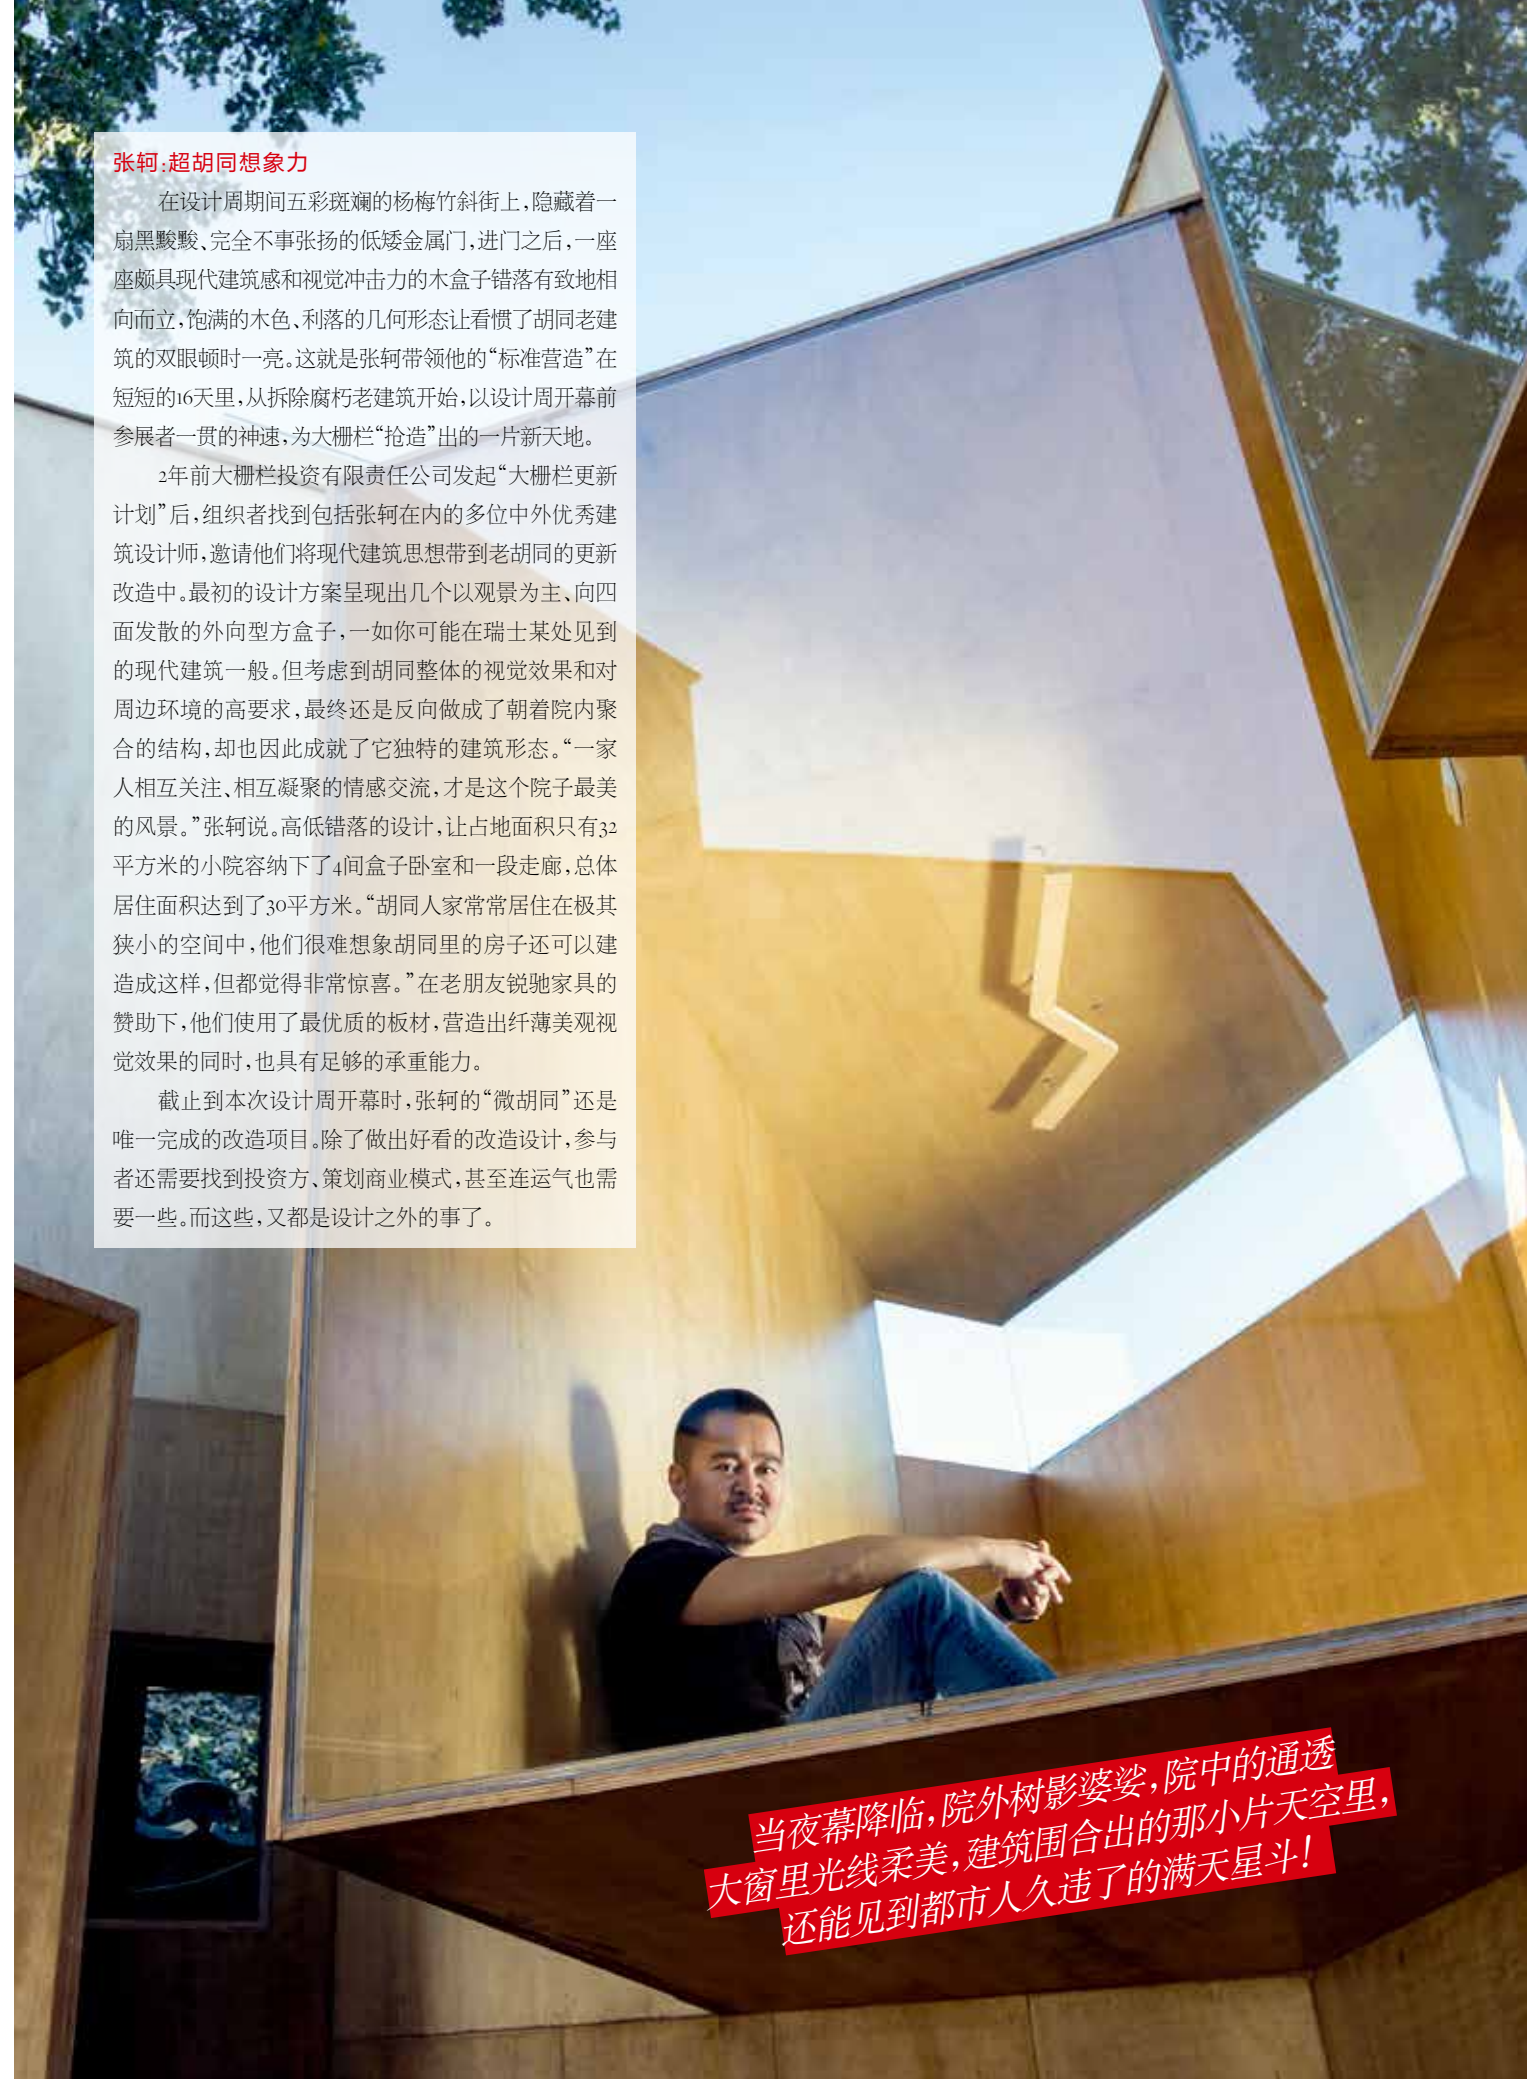 张轲:超胡同想象力
在设计周期间五彩斑斓的杨梅竹斜街上,隐藏着一
扇黑黢黢、完全不事张扬的低矮金属门,进门之后,一座
座颇具现代建筑感和视觉冲击力的木盒子错落有致地相
向而立,饱满的木色、利落的几何形态让看惯了胡同老建
筑的双眼顿时一亮。这就是张轲带领他的“标准营造”在
短短的16天里,从拆除腐朽老建筑开始,以设计周开幕前
参展者一贯的神速,为大栅栏“抢造”出的一片新天地。
2年前大栅栏投资有限责任公司发起“大栅栏更新
计划”后,组织者找到包括张轲在内的多位中外优秀建
筑设计师,邀请他们将现代建筑思想带到老胡同的更新
改造中。最初的设计方案呈现出几个以观景为主、向四
面发散的外向型方盒子,一如你可能在瑞士某处见到
的现代建筑一般。但考虑到胡同整体的视觉效果和对
周边环境的高要求,最终还是反向做成了朝着院内聚
合的结构,却也因此成就了它独特的建筑形态。“一家
人相互关注、相互凝聚的情感交流,才是这个院子最美
的风景。”张轲说。高低错落的设计,让占地面积只有32
平方米的小院容纳下了4间盒子卧室和一段走廊,总体
居住面积达到了30平方米。“胡同人家常常居住在极其
狭小的空间中,他们很难想象胡同里的房子还可以建
造成这样,但都觉得非常惊喜。”在老朋友锐驰家具的
赞助下,他们使用了最优质的板材,营造出纤薄美观视
觉效果的同时,也具有足够的承重能力。
截止到本次设计周开幕时,张轲的“微胡同”还是
唯一完成的改造项目。除了做出好看的改造设计,参与
者还需要找到投资方、策划商业模式,甚至连运气也需
要一些。而这些,又都是设计之外的事了。
当夜幕降临,院外树影婆娑,院中的通透
大窗里光线柔美,建筑围合出的那小片天空里,
还能见到都市人久违了的满天星斗!